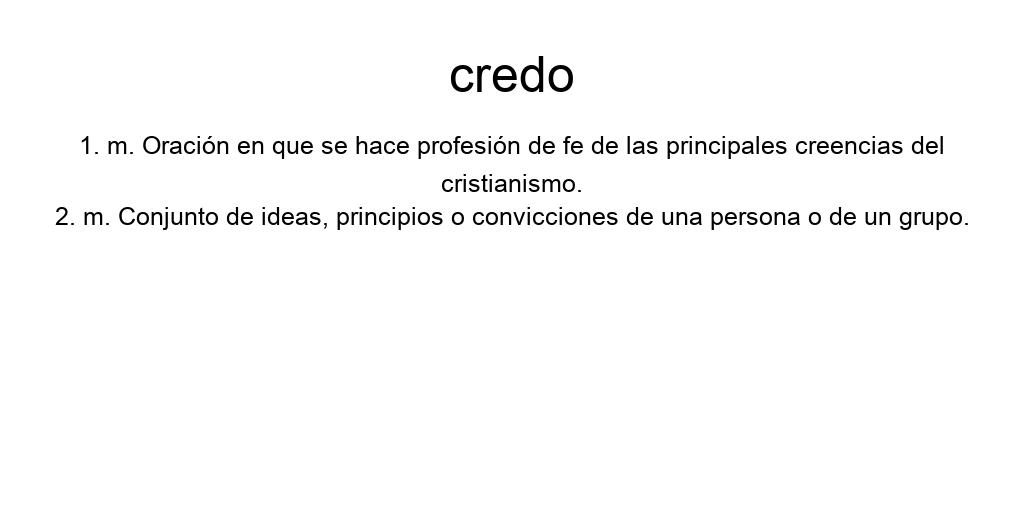 credo
1. m. Oración en que se hace profesión de fe de las principales creencias del
cristianismo.
2. m. Conjunto de ideas, principios o convicciones de una persona o de un grupo.